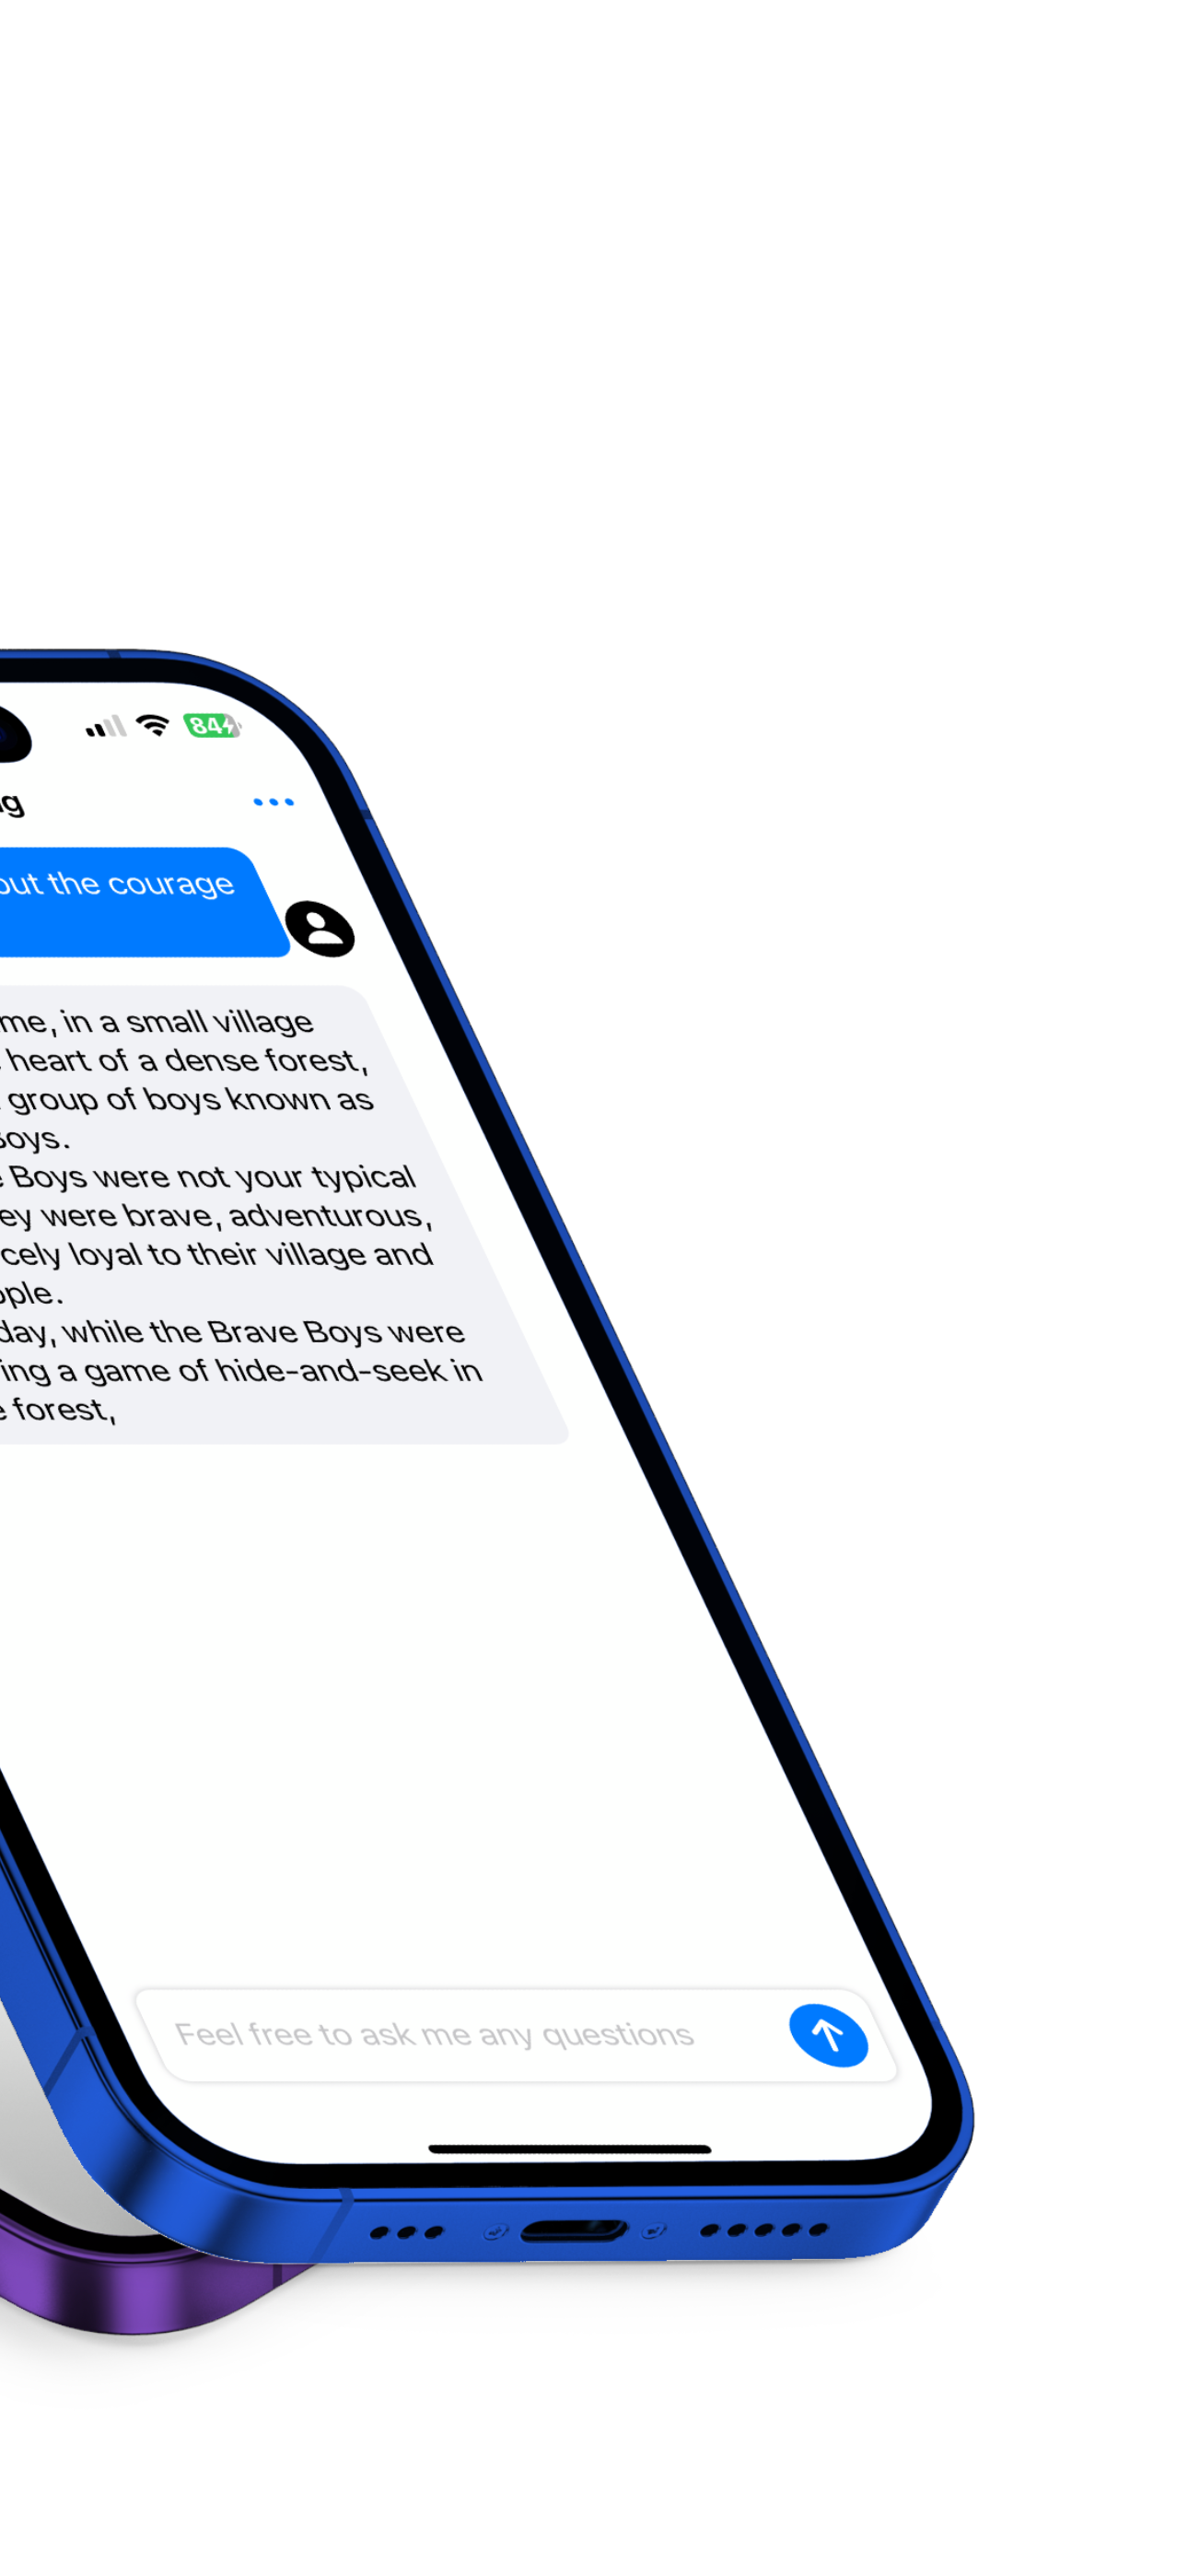 84
out the courage
me, in a small village
heart of a dense forest,
group of boys known as
Boys.
Boys were not your typical
ey were brave, adventurous,
cely loyal to their village and
ople.
day, while the Brave Boys were
ing a game of hide-and-seek in
forest,
Feel free to ask me any questions